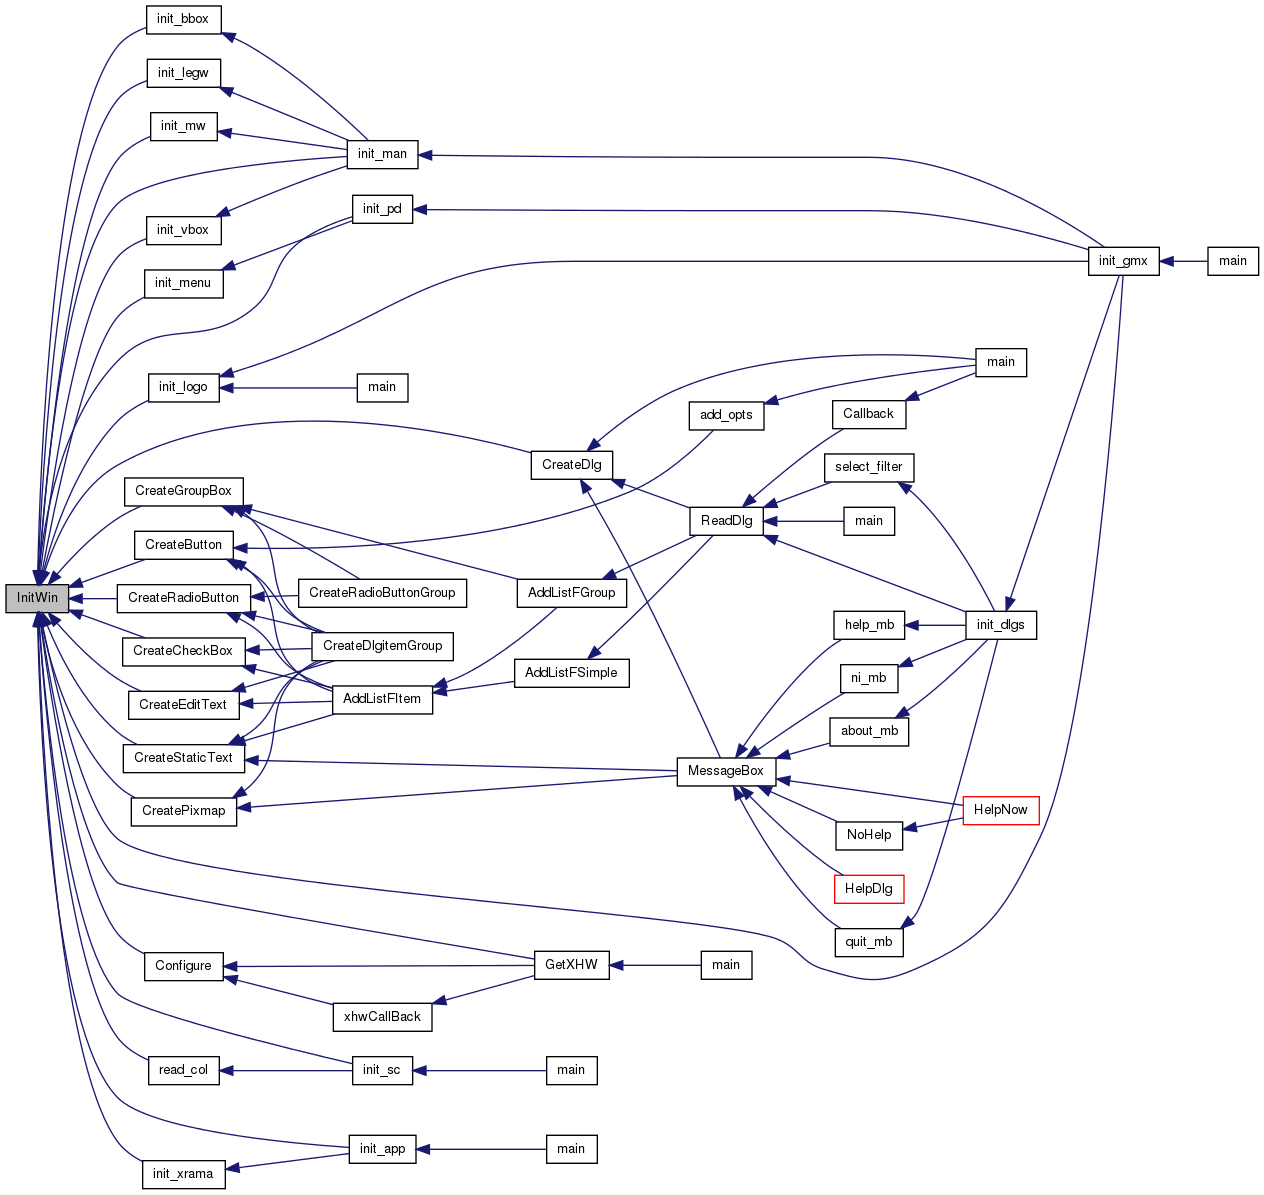 init_bbox
init_legw
init_mw
init_man
init_pd
init_vbox
init_gmx
main
init_menu
main
init_logo
main
add_opts
Callback
CreateDlg
select_filter
CreateGroupBox
ReadDlg
main
CreateButton
InitWin
CreateRadioButton
CreateRadioButtonGroup
AddListFGroup
help_mb
init_dlgs
CreateCheckBox
CreateDlgitemGroup
AddListFSimple
ni_mb
CreateEditText
AddListFItem
about_mb
CreateStaticText
MessageBox
CreatePixmap
HelpNow
NoHelp
HelpDlg
quit_mb
Configure
GetXHW
main
xhwCallBack
read_col
init_sc
main
init_app
main
init_xrama